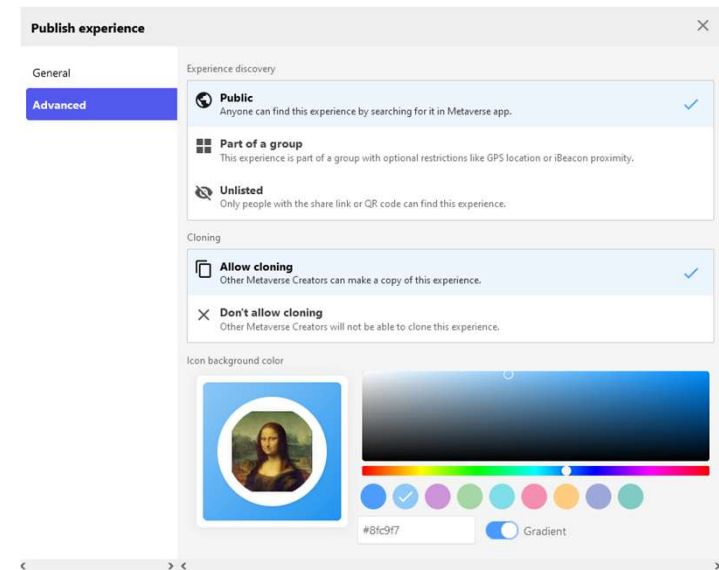 Publish experience
General
Advanced
Experience discovery
Public
Anyone can find this experience by searching for it in Metaverse app.
Part of a group
This experience is part of a group with optional restrictions like GPS location or iBeacon proximity.
Unlisted
Only people with the share link or QR code can find this experience.
Cloning
Allow cloning
Other Metaverse Creators can make a copy of this experience.
Don't allow cloning
Other Metaverse Creators will not be able to clone this experience.
Icon background color
#8fc9f7
Gradient